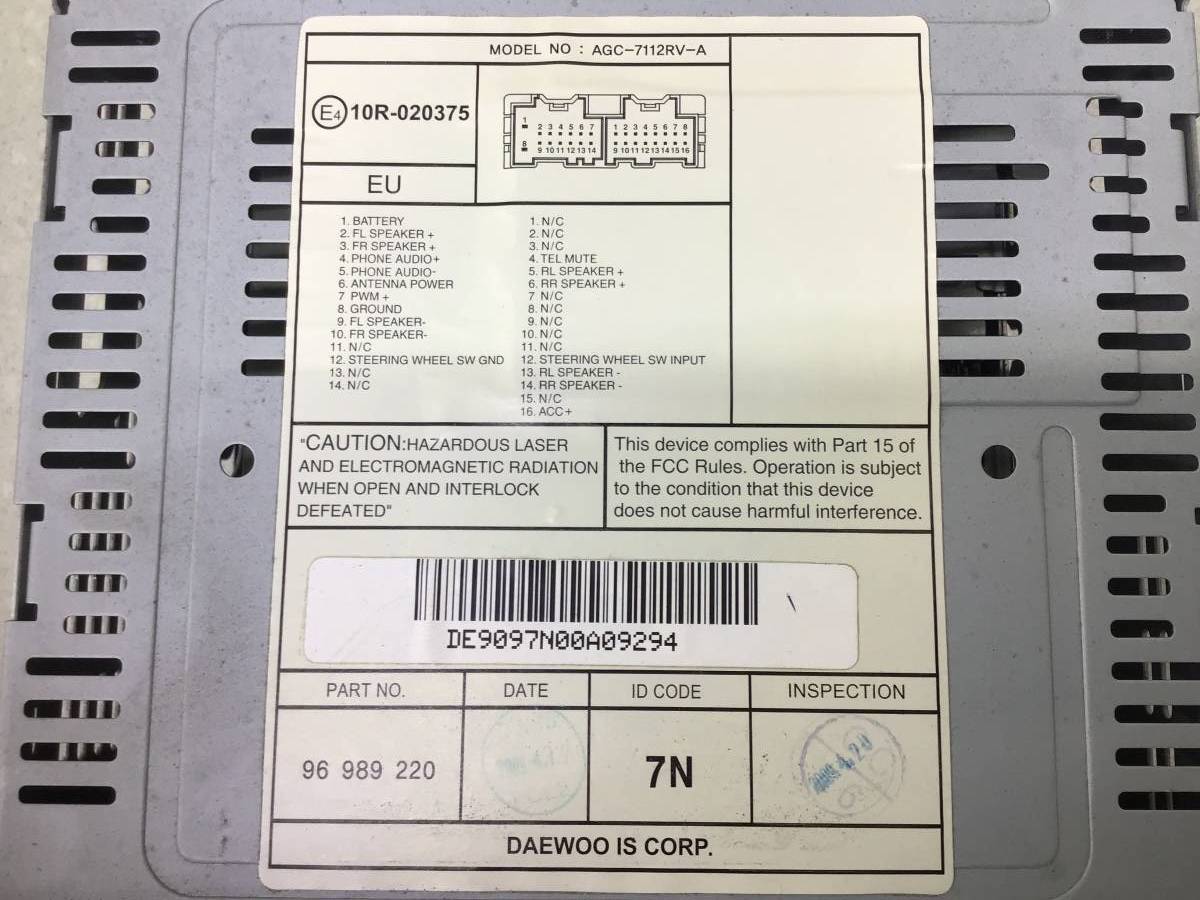 MODEL NO : AGC-7112RV-A
E4 10R-020375
EU
1
2 3 4 5 6 7
8
9 10 11 12 13 14
1 2 3 4 5 6 7 8
9 10 11 12 13 14 15 16
1. BATTERY
2. FL SPEAKER +
3. FR SPEAKER +
4. PHONE AUDIO+
5. PHONE AUDIO-
6. ANTENNA POWER
7 PWM +
8. GROUND
9. FL SPEAKER-
10. FR SPEAKER-
11. N/C
12. STEERING WHEEL SW GND
13. N/C
14. N/C
1. N/C
2. N/C
3. N/C
4. TEL MUTE
5. RL SPEAKER +
6. RR SPEAKER +
7. N/C
8. N/C
9. N/C
10. N/C
11. N/C
12. STEERING WHEEL SW INPUT
13. RL SPEAKER -
14. RR SPEAKER -
15. N/C
16. ACC+
"CAUTION:HAZARDOUS LASER
AND ELECTROMAGNETIC RADIATION
WHEN OPEN AND INTERLOCK
DEFEATED"
This device complies with Part 15 of
the FCC Rules. Operation is subject
to the condition that this device
does not cause harmful interference.
DE9097N00A09294
PART NO. DATE ID CODE INSPECTION
96 989 220 7N
DAEWOO IS CORP.